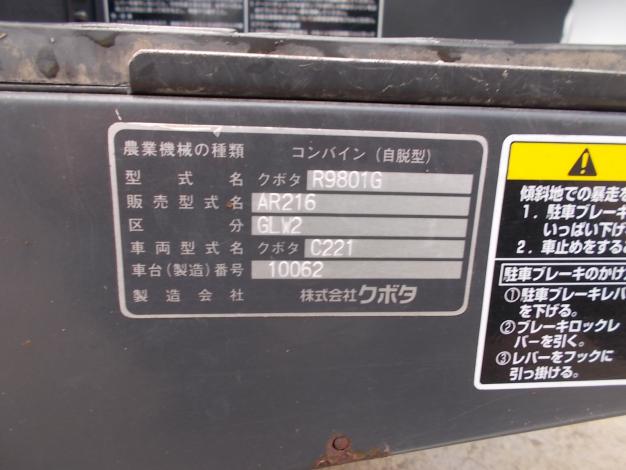 農業機械の種類 コンバイン(自脱型)
型式名 クボタ R9801G
販売型式名 AR216
区分 GLW2
車両型式名 クボタ C221
車台(製造)番号 10062
製造会社 株式会社クボタ
傾斜地での暴走を
1. 駐車ブレーキ
いっぱい下げ
2. 車止めをするこ
駐車ブレーキのかけ
①駐車ブレーキレバ
を下げる。
②ブレーキロックレ
バーを引く。
③レバーをフックに
引っ掛ける。